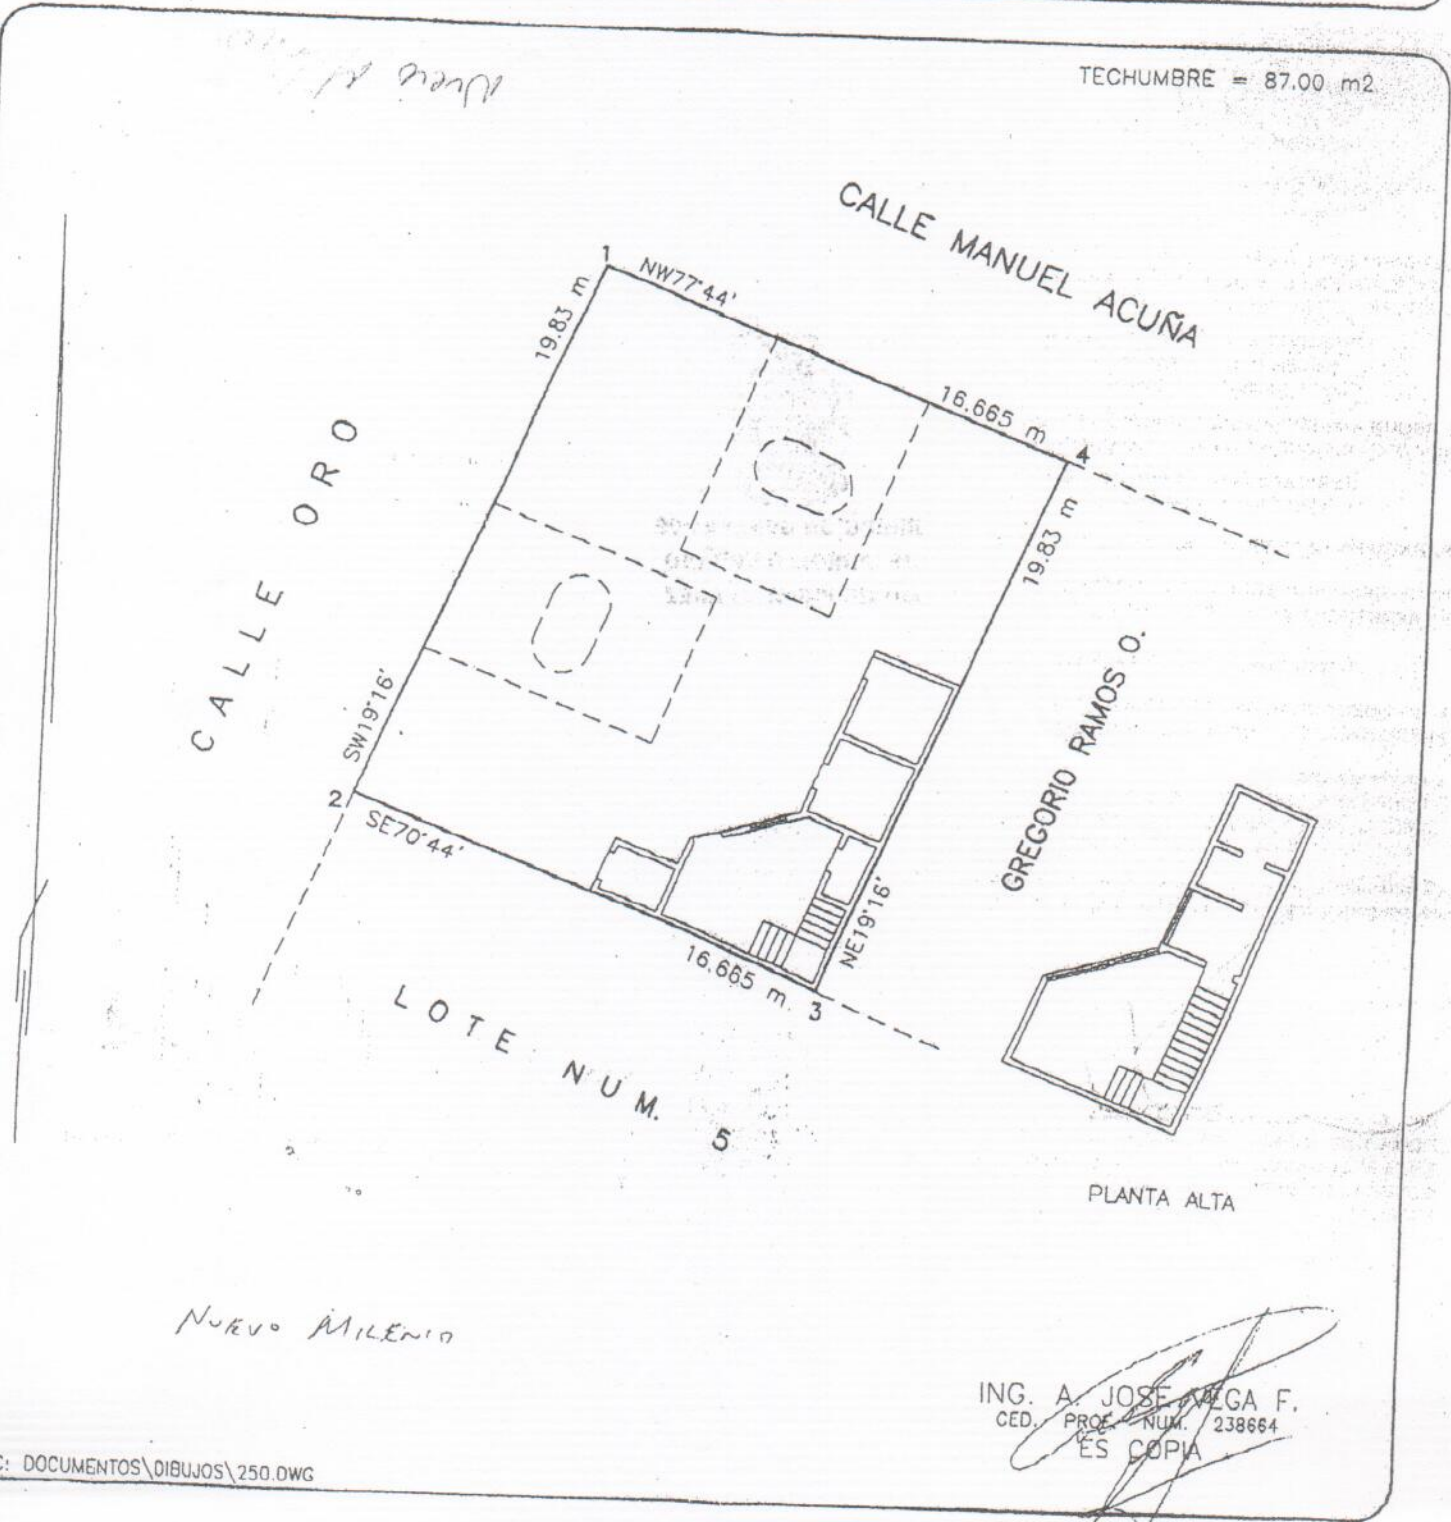 TECHUMBRE = 87.00 m2
CALLE MANUEL ACUÑA
1
NW77°44'
19.83 m
16.665 m
4
19.83 m
CALLE ORO
GREGORIO RAMOS O.
SW19°16'
2
SE70°44'
NE19°16'
16.665 m.
3
LOTE NUM. 5
PLANTA ALTA
NUEVO MILENIO
ING. A. JOSE VEGA F.
CED. PROF. NUM. 238664
ES COPIA
C: DOCUMENTOS\DIBUJOS\250.DWG